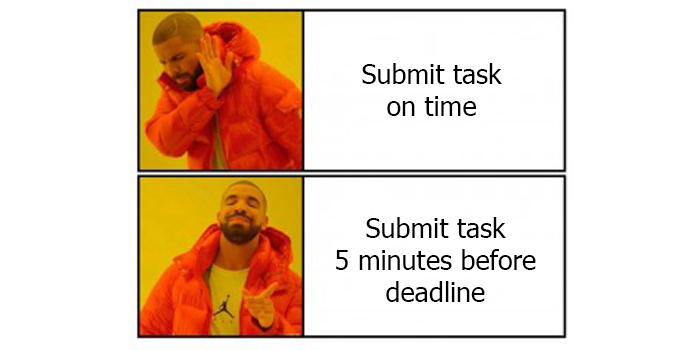 Submit task
on time
Submit task
5 minutes before
deadline